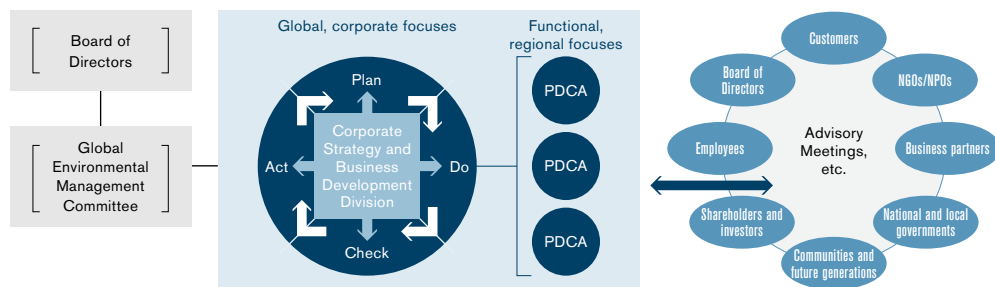 Board of
Directors
Global
Environmental
Management
Committee
Global, corporate focuses
Plan
Act
Corporate
Strategy and
Business
Development
Division
Do
Check
Functional,
regional focuses
PDCA
PDCA
PDCA
Customers
Board of
Directors
NGOs/NPOs
Employees
Advisory
Meetings,
etc.
Business partners
Shareholders and
investors
National and local
governments
Communities and
future generations